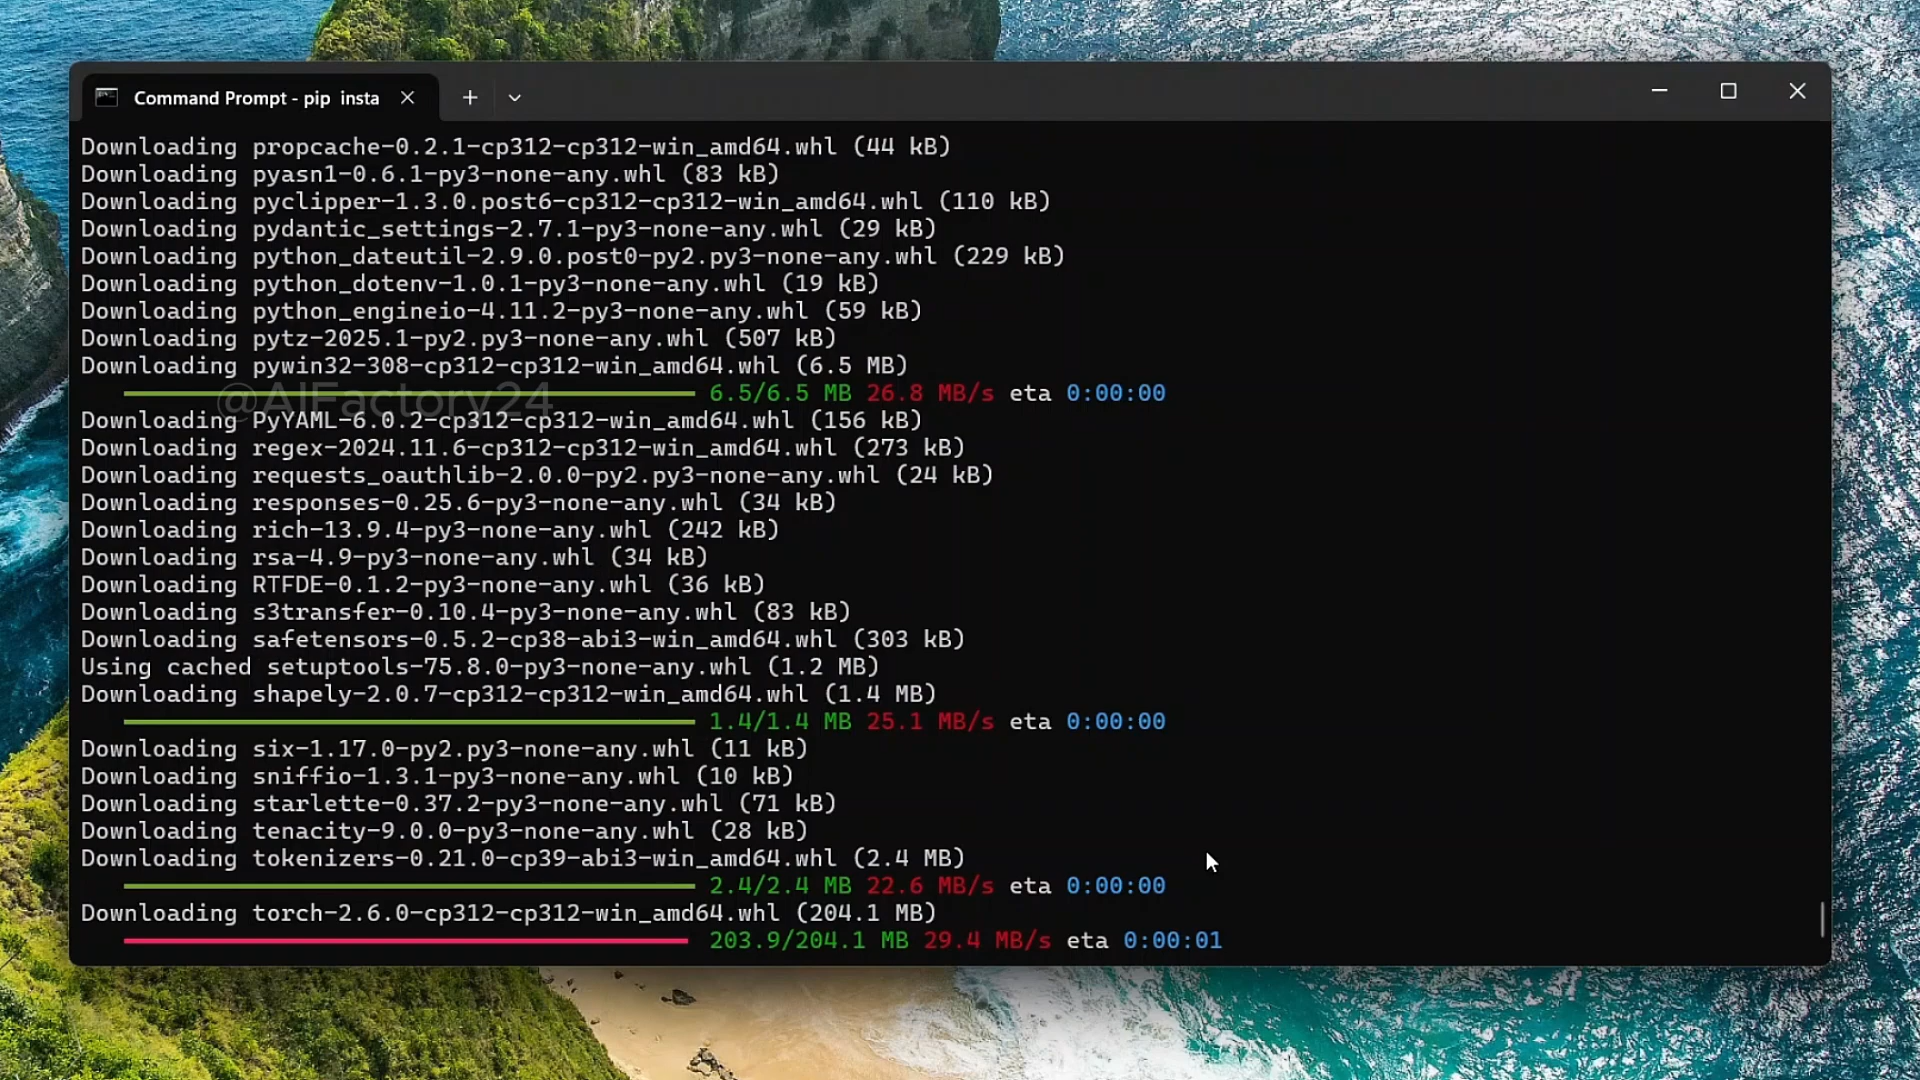 Command Prompt - pip insta
Downloading propcache-0.2.1-cp312-cp312-win_amd64.whl (44 kB)
Downloading pyasn1-0.6.1-py3-none-any.whl (83 kB)
Downloading pyclipper-1.3.0.post6-cp312-cp312-win_amd64.whl (110 kB)
Downloading pydantic_settings-2.7.1-py3-none-any.whl (29 kB)
Downloading python_dateutil-2.9.0.post0-py2.py3-none-any.whl (229 kB)
Downloading python_dotenv-1.0.1-py3-none-any.whl (19 kB)
Downloading python_engineio-4.11.2-py3-none-any.whl (59 kB)
Downloading pytz-2025.1-py2.py3-none-any.whl (507 kB)
Downloading pywin32-308-cp312-cp312-win_amd64.whl (6.5 MB)
6.5/6.5 MB 26.8 MB/s eta 0:00:00
@AIFactory24
Downloading PyYAML-6.0.2-cp312-cp312-win_amd64.whl (156 kB)
Downloading regex-2024.11.6-cp312-cp312-win_amd64.whl (273 kB)
Downloading requests_oauthlib-2.0.0-py2.py3-none-any.whl (24 kB)
Downloading responses-0.25.6-py3-none-any.whl (34 kB)
Downloading rich-13.9.4-py3-none-any.whl (242 kB)
Downloading rsa-4.9-py3-none-any.whl (34 kB)
Downloading RTFDE-0.1.2-py3-none-any.whl (36 kB)
Downloading s3transfer-0.10.4-py3-none-any.whl (83 kB)
Downloading safetensors-0.5.2-cp38-abi3-win_amd64.whl (303 kB)
Using cached setuptools-75.8.0-py3-none-any.whl (1.2 MB)
Downloading shapely-2.0.7-cp312-cp312-win_amd64.whl (1.4 MB)
1.4/1.4 MB 25.1 MB/s eta 0:00:00
Downloading six-1.17.0-py2.py3-none-any.whl (11 kB)
Downloading sniffio-1.3.1-py3-none-any.whl (10 kB)
Downloading starlette-0.37.2-py3-none-any.whl (71 kB)
Downloading tenacity-9.0.0-py3-none-any.whl (28 kB)
Downloading tokenizers-0.21.0-cp39-abi3-win_amd64.whl (2.4 MB)
2.4/2.4 MB 22.6 MB/s eta 0:00:00
Downloading torch-2.6.0-cp312-cp312-win_amd64.whl (204.1 MB)
203.9/204.1 MB 29.4 MB/s eta 0:00:01